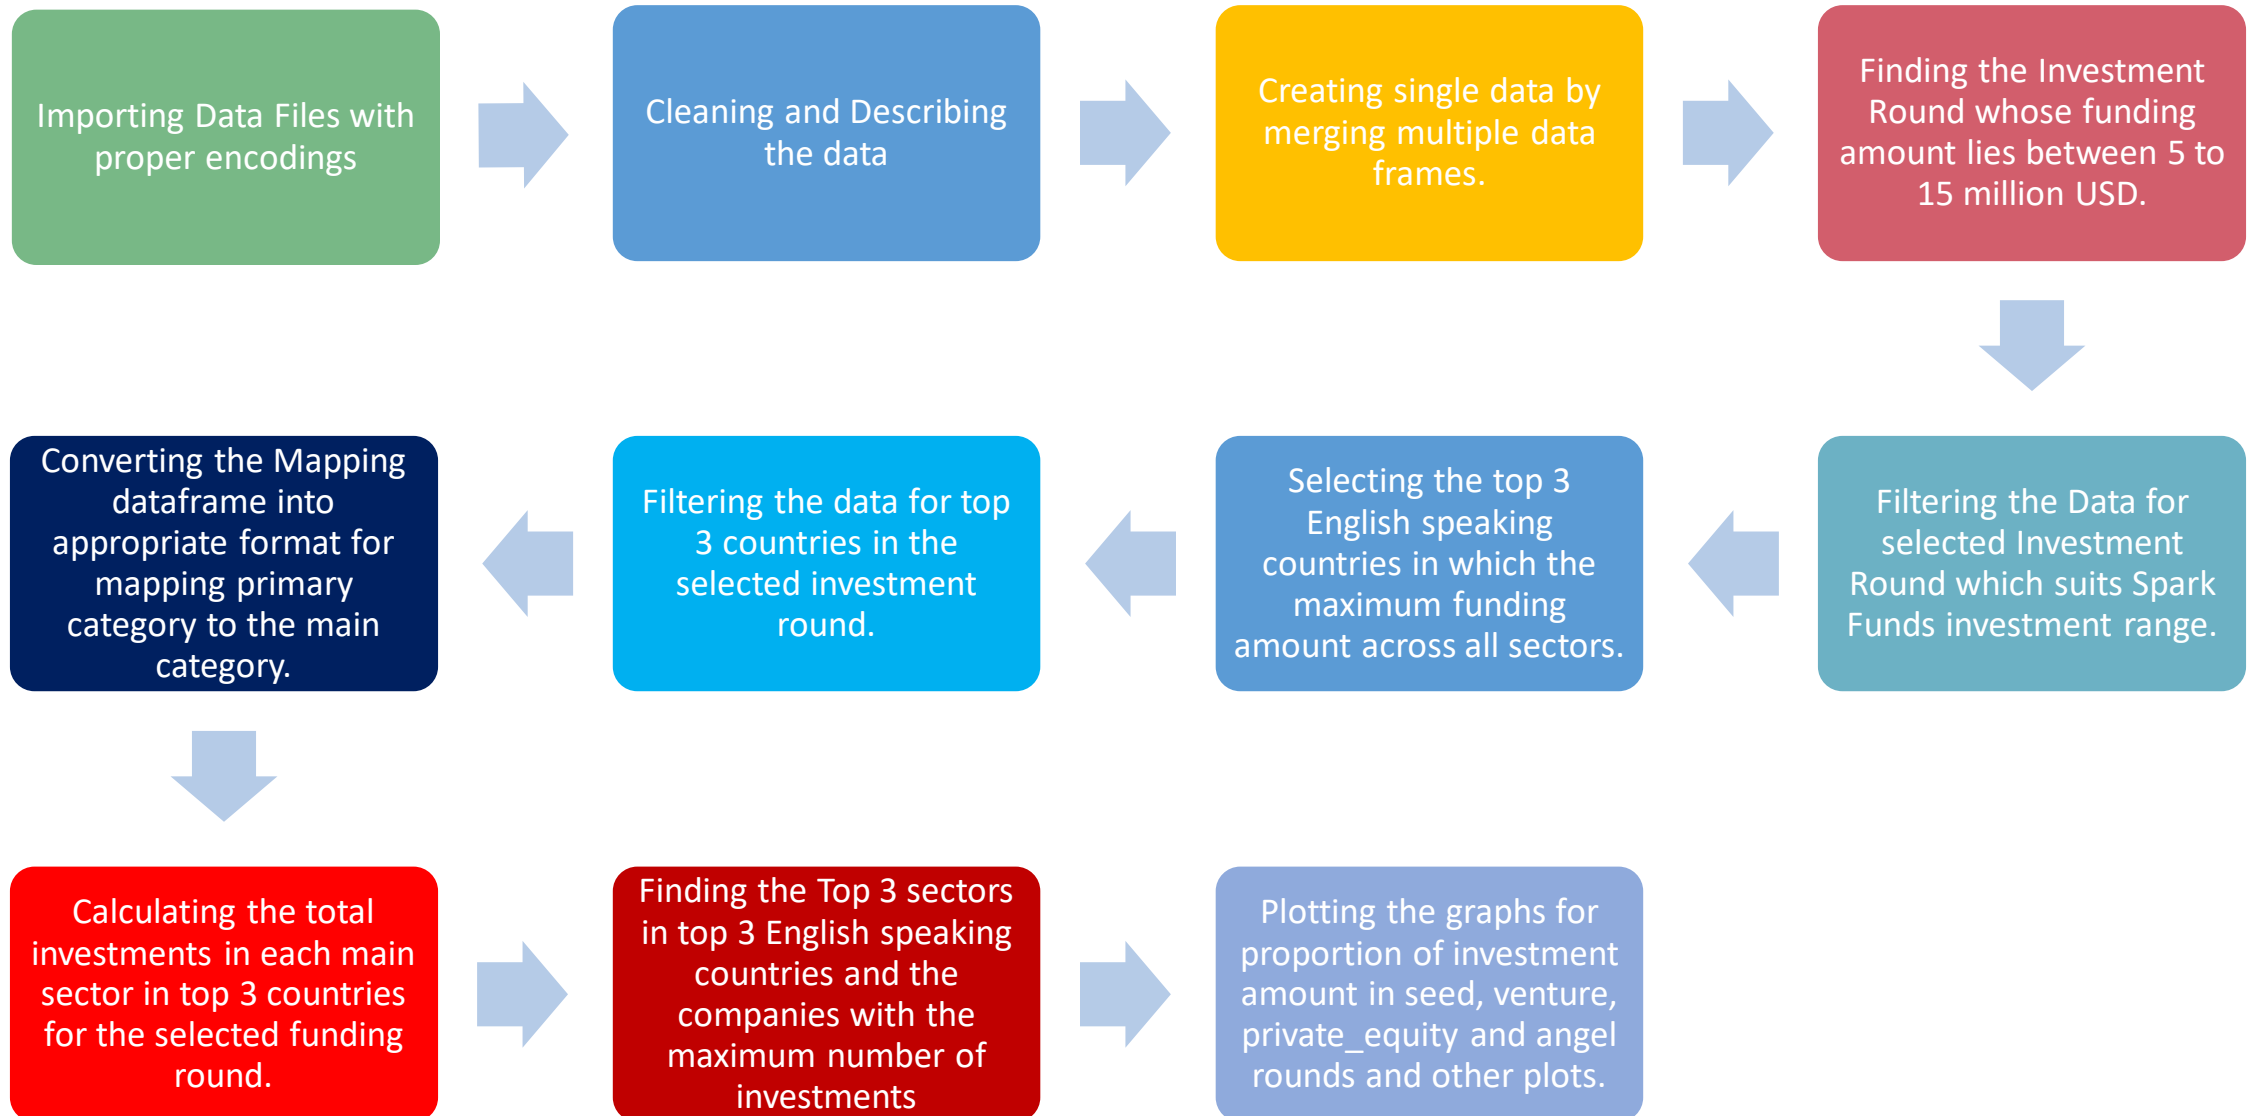 Importing Data Files with
proper encodings
Cleaning and Describing
the data
Creating single data by
merging multiple data
frames.
Finding the Investment
Round whose funding
amount lies between 5 to
15 million USD.
Filtering the Data for
selected Investment
Round which suits Spark
Funds investment range.
Selecting the top 3
English speaking
countries in which the
maximum funding
amount across all sectors.
Filtering the data for top
3 countries in the
selected investment
round.
Converting the Mapping
dataframe into
appropriate format for
mapping primary
category to the main
category.
Calculating the total
investments in each main
sector in top 3 countries
for the selected funding
round.
Finding the Top 3 sectors
in top 3 English speaking
countries and the
companies with the
maximum number of
investments
Plotting the graphs for
proportion of investment
amount in seed, venture,
private_equity and angel
rounds and other plots.